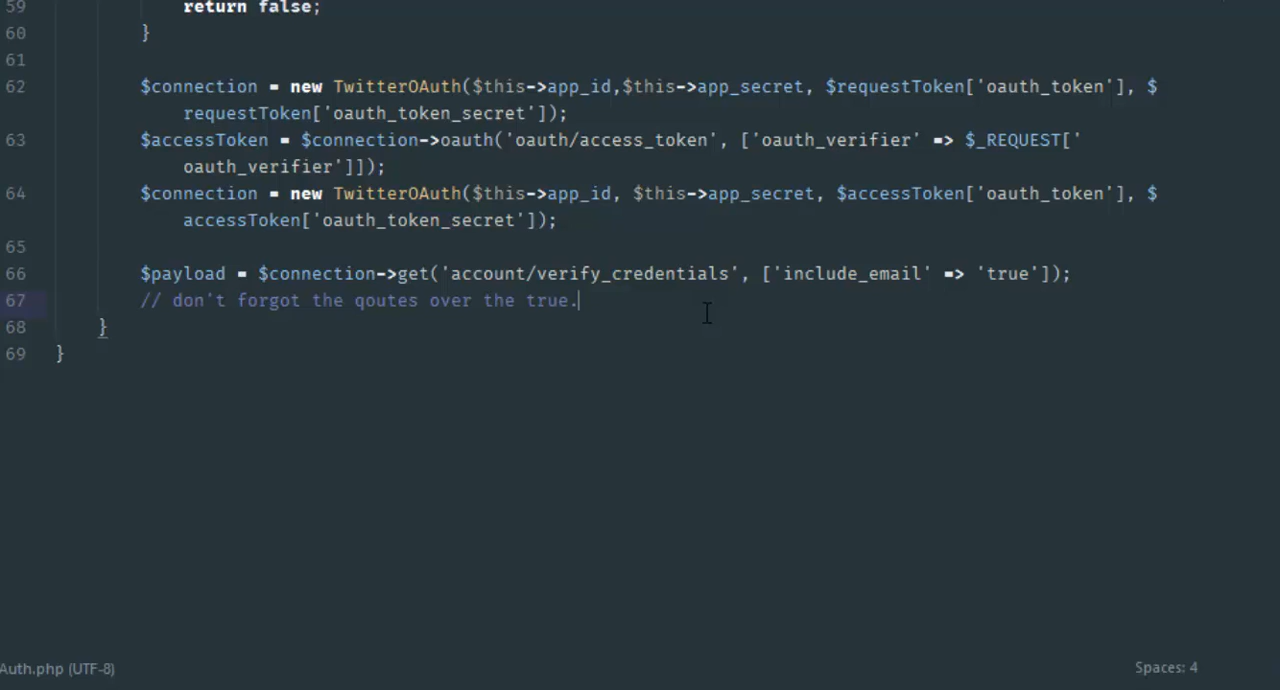 59 return false;
60 }
61
62 $connection = new TwitterOAuth($this->app_id,$this->app_secret, $requestToken['oauth_token'], $
requestToken['oauth_token_secret']);
63 $accessToken = $connection->oauth('oauth/access_token', ['oauth_verifier' => $_REQUEST['
oauth_verifier']]);
64 $connection = new TwitterOAuth($this->app_id, $this->app_secret, $accessToken['oauth_token'], $
accessToken['oauth_token_secret']);
65
66 $payload = $connection->get('account/verify_credentials', ['include_email' => 'true']);
67 // don't forgot the qoutes over the true.
68 }
69 }
Auth.php (UTF-8) Spaces: 4